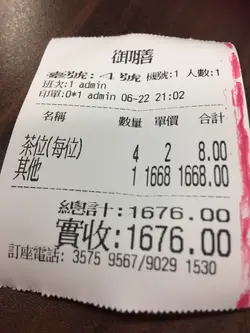 御膳
臺號:4號 機號:1 人數:1
班次:1 admin
印單:0*1 admin 06-22 21:02
名稱 數量 單價 合計
茶位(每位) 4 2 8.00
其他 1 1668 1668.00
總計:1676.00
實收:1676.00
訂座電話: 3575 9567/9029 1530